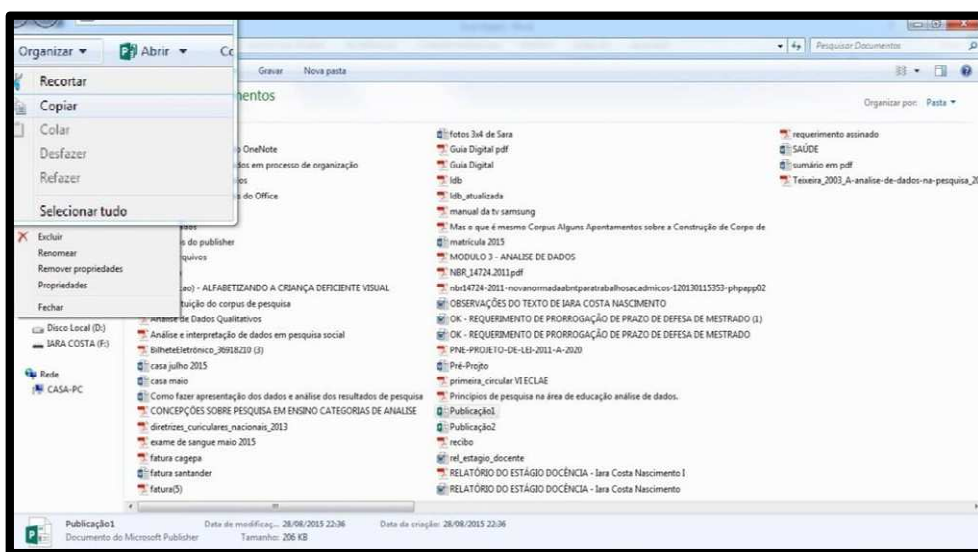 Organizar Abrir
Recortar
Copiar
Colar
Desfazer
Refazer
Selecionar tudo
Excluir
Renomear
Remover propriedades
Propriedades
Fechar
Gravar Nova pasta
Pesquisar Documentos
Organizar por: Pasta
Disco Local (D:)
IARA COSTA (F:)
Rede
CASA-PC
OneNote
em processo de organização
do Office
do publisher
- ALFABETIZANDO A CRIANÇA DEFICIENTE VISUAL
do corpus de pesquisa
Análise de Dados Qualitativos
Análise e interpretação de dados em pesquisa social
BilheteEletrônico_36918210 (3)
casa julho 2015
casa maio
Como fazer apresentação dos dados e análise dos resultados de pesquisa
CONCEPÇÕES SOBRE PESQUISA EM ENSINO CATEGORIAS DE ANALISE
diretrizes_curiculares_nacionais_2013
exame de sangue maio 2015
fatura cagepa
fatura santander
fatura(5)
fotos 3x4 de Sara
Guia Digital pdf
Guia Digital
ldb
ldb_atualizada
manual da tv samsung
Mas o que é mesmo Corpus Alguns Apontamentos sobre a Construção de Corpo de
matrícula 2015
MODULO 3 - ANALISE DE DADOS
NBR_14724.2011pdf
nbr14724-2011-novanormadaabntparatrabalhosacadmicos-120130115353-phpapp02
OBSERVAÇÕES DO TEXTO DE IARA COSTA NASCIMENTO
OK - REQUERIMENTO DE PRORROGAÇÃO DE PRAZO DE DEFESA DE MESTRADO (1)
OK - REQUERIMENTO DE PRORROGAÇÃO DE PRAZO DE DEFESA DE MESTRADO
PNE-PROJETO-DE-LEI-2011-A-2020
Pré-Projto
primeira_circular VI ECLAE
Princípios de pesquisa na área de educação análise de dados.
Publicação1
Publicação2
recibo
rel_estagio_docente
RELATÓRIO DO ESTÁGIO DOCÊNCIA - Iara Costa Nascimento I
RELATÓRIO DO ESTÁGIO DOCÊNCIA - Iara Costa Nascimento
requerimento assinado
SAÚDE
sumário em pdf
Teixeira_2003_A-analise-de-dados-na-pesquisa_20
Publicação1 Data de modificaç... 28/08/2015 22:36 Data da criação: 28/08/2015 22:36
Documento do Microsoft Publisher Tamanho: 206 KB